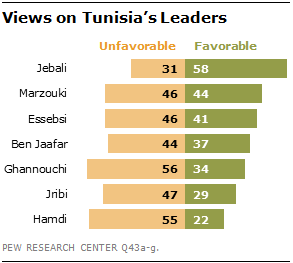 Views on Tunisia's Leaders
Unfavorable Favorable
Jebali 31 58
Marzouki 46 44
Essebsi 46 41
Ben Jaafar 44 37
Ghannouchi 56 34
Jribi 47 29
Hamdi 55 22
PEW RESEARCH CENTER Q43a-g.